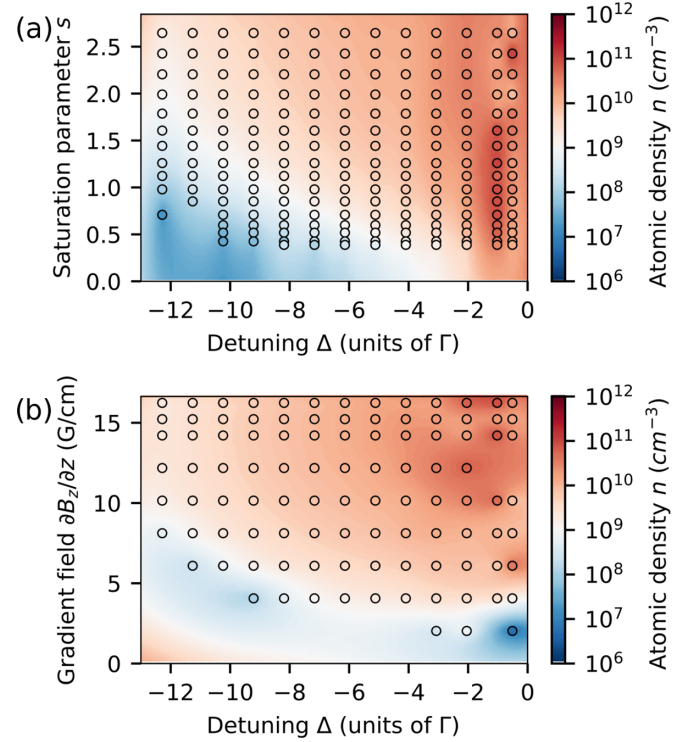 (a)
Saturation parameter s
2.5
2.0
1.5
1.0
0.5
0.0
−12 −10 −8 −6 −4 −2 0
Detuning Δ (units of Γ)
10¹²
10¹¹
10¹⁰
10⁹
10⁸
10⁷
10⁶
Atomic density n (cm⁻³)
(b)
Gradient field ∂B_z/∂z (G/cm)
15
10
5
0
−12 −10 −8 −6 −4 −2 0
Detuning Δ (units of Γ)
10¹²
10¹¹
10¹⁰
10⁹
10⁸
10⁷
10⁶
Atomic density n (cm⁻³)